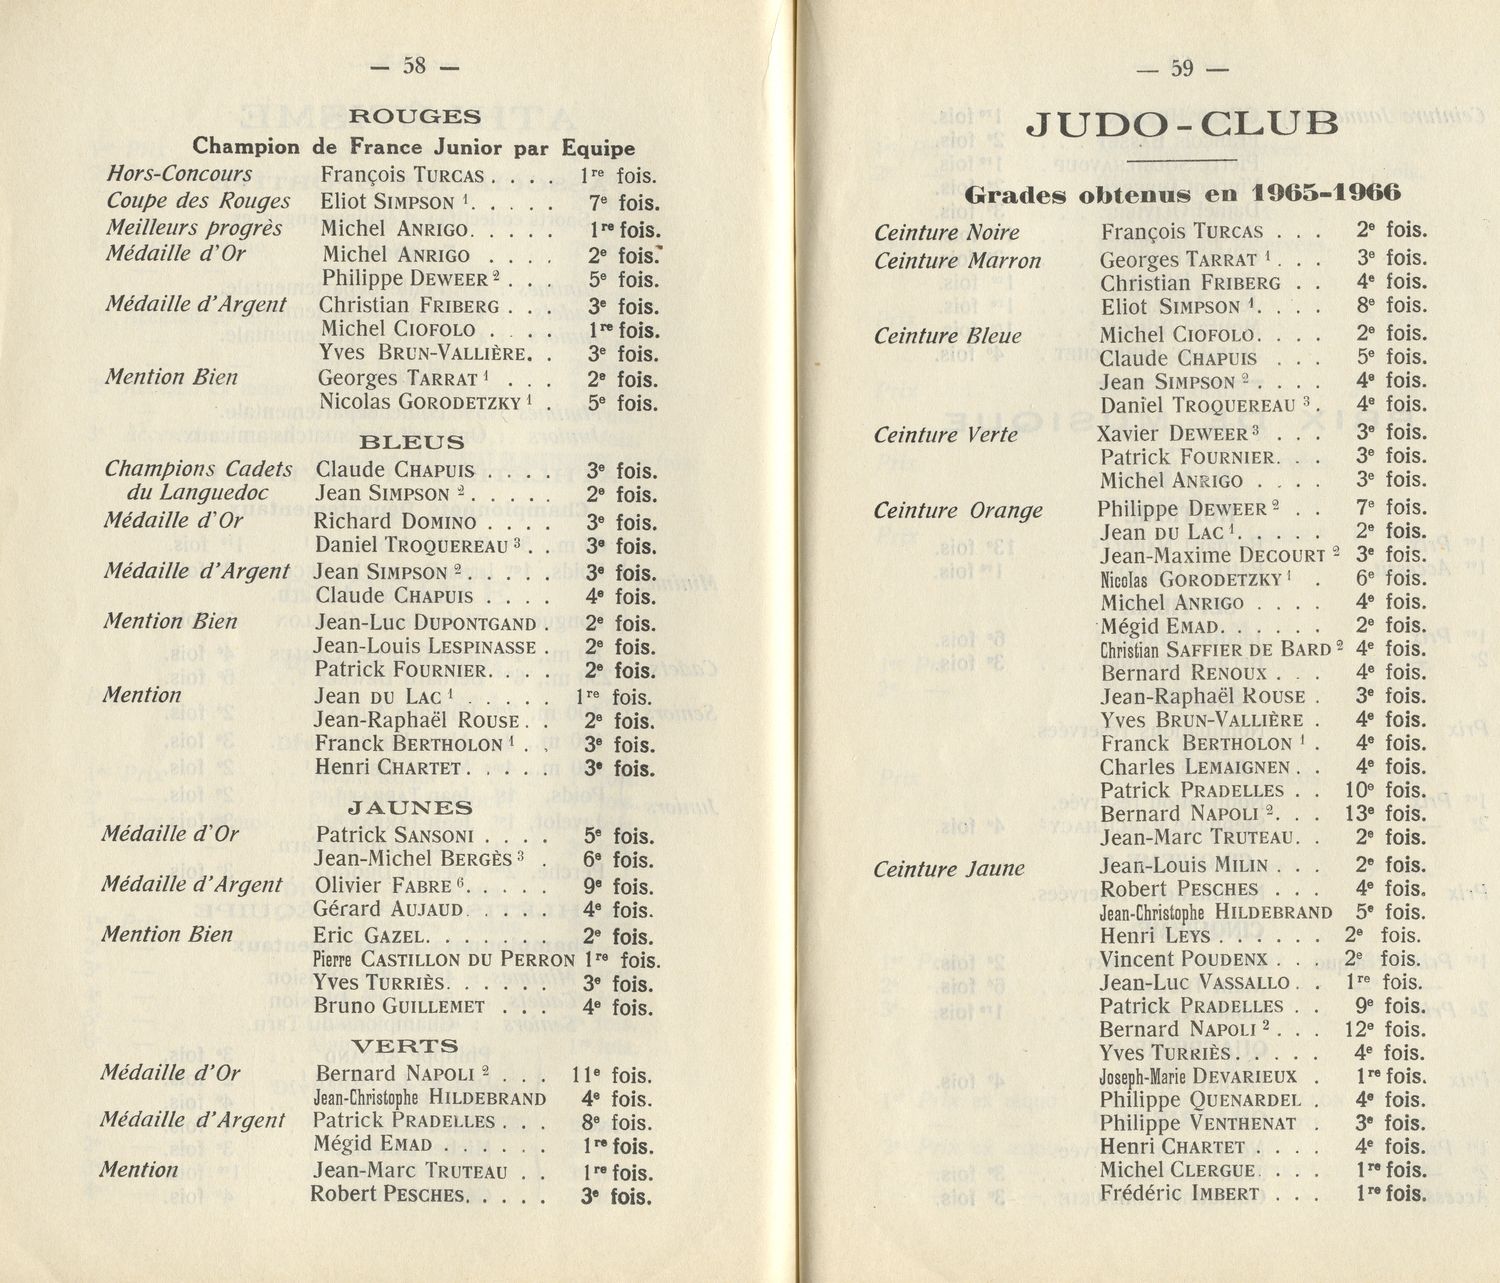 — 58 —
ROUGES
Champion de France Junior par Equipe
Hors-Concours François TURCAS . . . . 1re fois.
Coupe des Rouges Eliot SIMPSON 1. . . . . 7e fois.
Meilleurs progrès Michel ANRIGO. . . . . 1re fois.
Médaille d'Or Michel ANRIGO . . . . 2e fois.
Philippe DEWEER 2 . . . 5e fois.
Médaille d'Argent Christian FRIBERG . . . 3e fois.
Michel CIOFOLO . . . . 1re fois.
Yves BRUN-VALLIÈRE. . 3e fois.
Mention Bien Georges TARRAT 1 . . . 2e fois.
Nicolas GORODETZKY 1 . 5e fois.
BLEUS
Champions Cadets Claude CHAPUIS . . . . 3e fois.
du Languedoc Jean SIMPSON 2. . . . . 2e fois.
Médaille d'Or Richard DOMINO . . . . 3e fois.
Daniel TROQUEREAU 3 . . 3e fois.
Médaille d'Argent Jean SIMPSON 2. . . . . 3e fois.
Claude CHAPUIS . . . . 4e fois.
Mention Bien Jean-Luc DUPONTGAND . 2e fois.
Jean-Louis LESPINASSE . 2e fois.
Patrick FOURNIER. . . . 2e fois.
Mention Jean DU LAC 1 . . . . . 1re fois.
Jean-Raphaël ROUSE . . 2e fois.
Franck BERTHOLON 1 . . 3e fois.
Henri CHARTET. . . . . 3e fois.
JAUNES
Médaille d'Or Patrick SANSONI . . . . 5e fois.
Jean-Michel BERGÈS 3 . 6e fois.
Médaille d'Argent Olivier FABRE 6. . . . . 9e fois.
Gérard AUJAUD. . . . . 4e fois.
Mention Bien Eric GAZEL. . . . . . . 2e fois.
Pierre CASTILLON DU PERRON 1re fois.
Yves TURRIÈS. . . . . . 3e fois.
Bruno GUILLEMET . . . 4e fois.
VERTS
Médaille d'Or Bernard NAPOLI 2 . . . 11e fois.
Jean-Christophe HILDEBRAND 4e fois.
Médaille d'Argent Patrick PRADELLES . . . 8e fois.
Mégid EMAD . . . . . . 1re fois.
Mention Jean-Marc TRUTEAU . . 1re fois.
Robert PESCHES. . . . . 3e fois.
— 59 —
JUDO-CLUB
Grades obtenus en 1965-1966
Ceinture Noire François TURCAS . . . 2e fois.
Ceinture Marron Georges TARRAT 1 . . . 3e fois.
Christian FRIBERG . . 4e fois.
Eliot SIMPSON 1. . . . 8e fois.
Ceinture Bleue Michel CIOFOLO. . . . 2e fois.
Claude CHAPUIS . . . 5e fois.
Jean SIMPSON 2 . . . . 4e fois.
Daniel TROQUEREAU 3 . 4e fois.
Ceinture Verte Xavier DEWEER 3 . . . 3e fois.
Patrick FOURNIER. . . 3e fois.
Michel ANRIGO . . . . 3e fois.
Ceinture Orange Philippe DEWEER 2 . . 7e fois.
Jean DU LAC 1. . . . . 2e fois.
Jean-Maxime DECOURT 2 3e fois.
Nicolas GORODETZKY 1 . 6e fois.
Michel ANRIGO . . . . 4e fois.
Mégid EMAD. . . . . . 2e fois.
Christian SAFFIER DE BARD 2 4e fois.
Bernard RENOUX . . . 4e fois.
Jean-Raphaël ROUSE . 3e fois.
Yves BRUN-VALLIÈRE . 4e fois.
Franck BERTHOLON 1 . 4e fois.
Charles LEMAIGNEN . . 4e fois.
Patrick PRADELLES . . 10e fois.
Bernard NAPOLI 2. . . 13e fois.
Jean-Marc TRUTEAU. . 2e fois.
Ceinture Jaune Jean-Louis MILIN . . . 2e fois.
Robert PESCHES . . . 4e fois.
Jean-Christophe HILDEBRAND 5e fois.
Henri LEYS . . . . . . 2e fois.
Vincent POUDENX . . . 2e fois.
Jean-Luc VASSALLO . . 1re fois.
Patrick PRADELLES . . 9e fois.
Bernard NAPOLI 2 . . . 12e fois.
Yves TURRIÈS. . . . . 4e fois.
Joseph-Marie DEVARIEUX . 1re fois.
Philippe QUENARDEL . 4e fois.
Philippe VENTHENAT . 3e fois.
Henri CHARTET . . . . 4e fois.
Michel CLERGUE. . . . 1re fois.
Frédéric IMBERT . . . 1re fois.